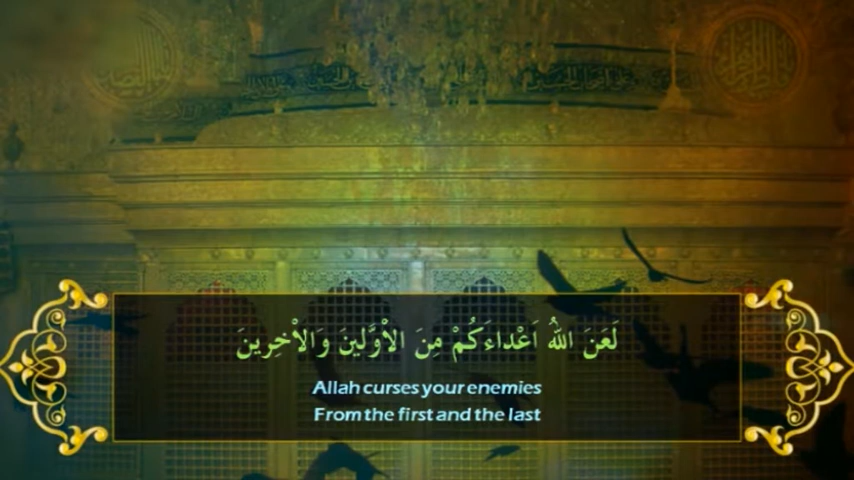 لَعَنَ اللهُ اَعْداءَكُمْ مِنَ الاْوَّلينَ وَالاْخِرينَ
Allah curses your enemies
From the first and the last